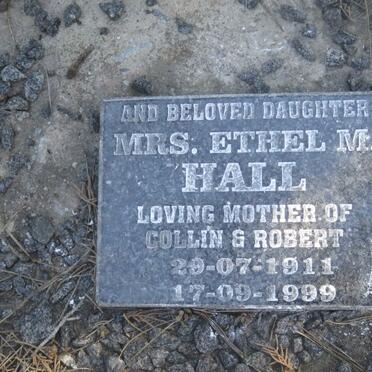 AND BELOVED DAUGHTER
MRS. ETHEL M.
HALL
LOVING MOTHER OF
COLLIN & ROBERT
29-07-1911
17-09-1999